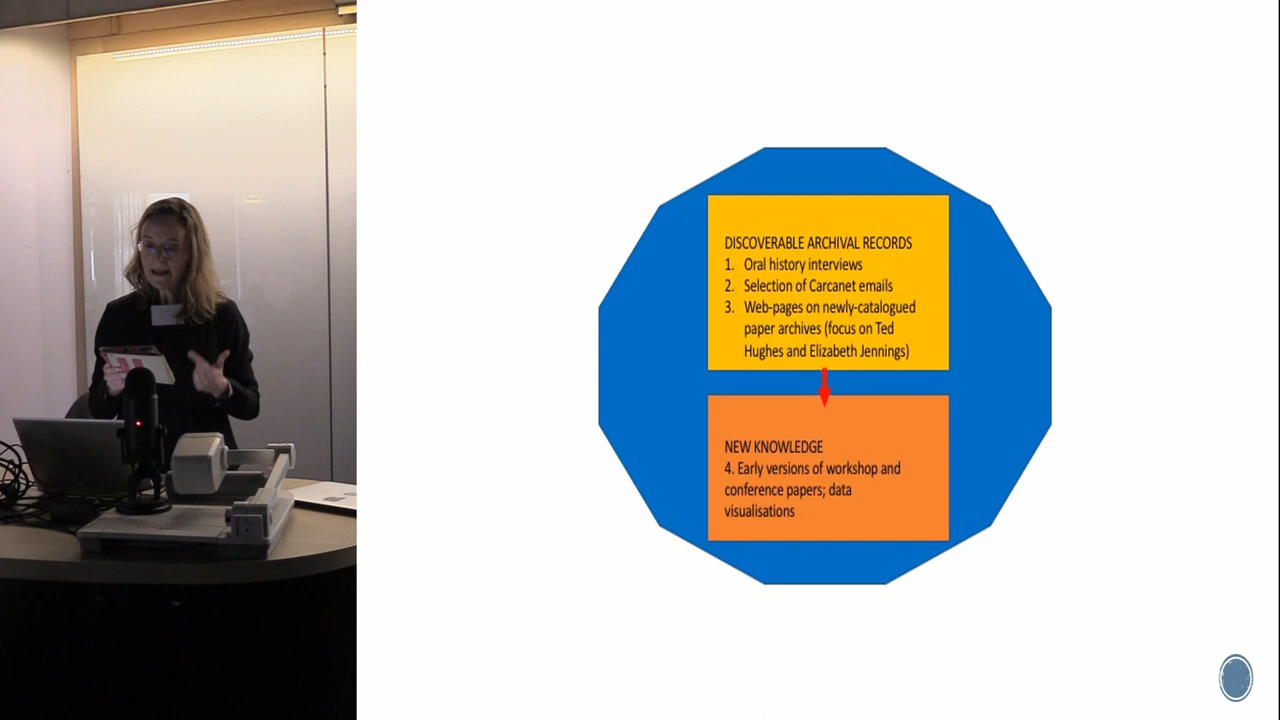 DISCOVERABLE ARCHIVAL RECORDS
1. Oral history interviews
2. Selection of Carcanet emails
3. Web-pages on newly-catalogued
paper archives (focus on Ted
Hughes and Elizabeth Jennings)
NEW KNOWLEDGE
4. Early versions of workshop and
conference papers; data
visualisations